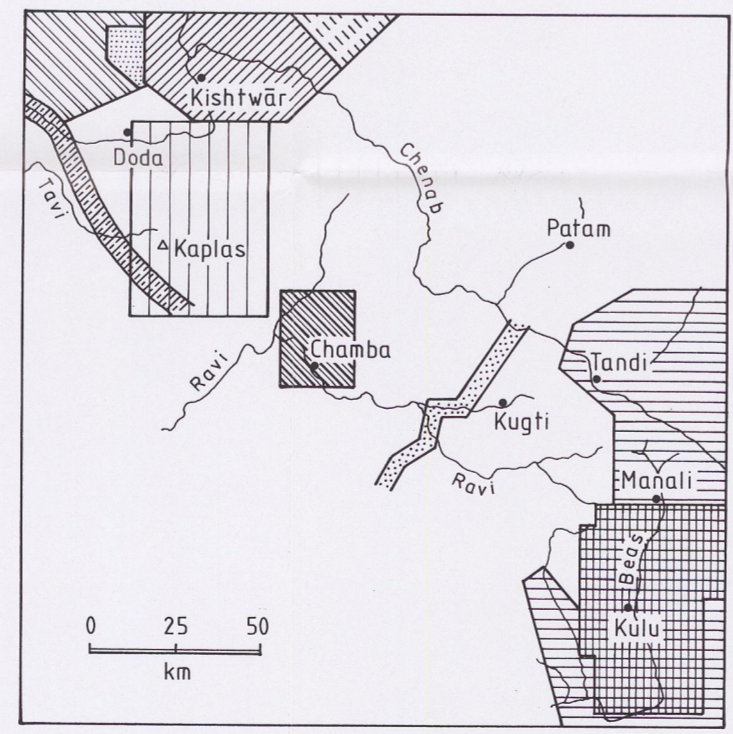 Kishtwār
Doda
Chenab
Tavi
Kaplas
Patam
Ravi
Chamba
Tandi
Kugti
Ravi
Manali
Beas
Kulu
0 25 50
km